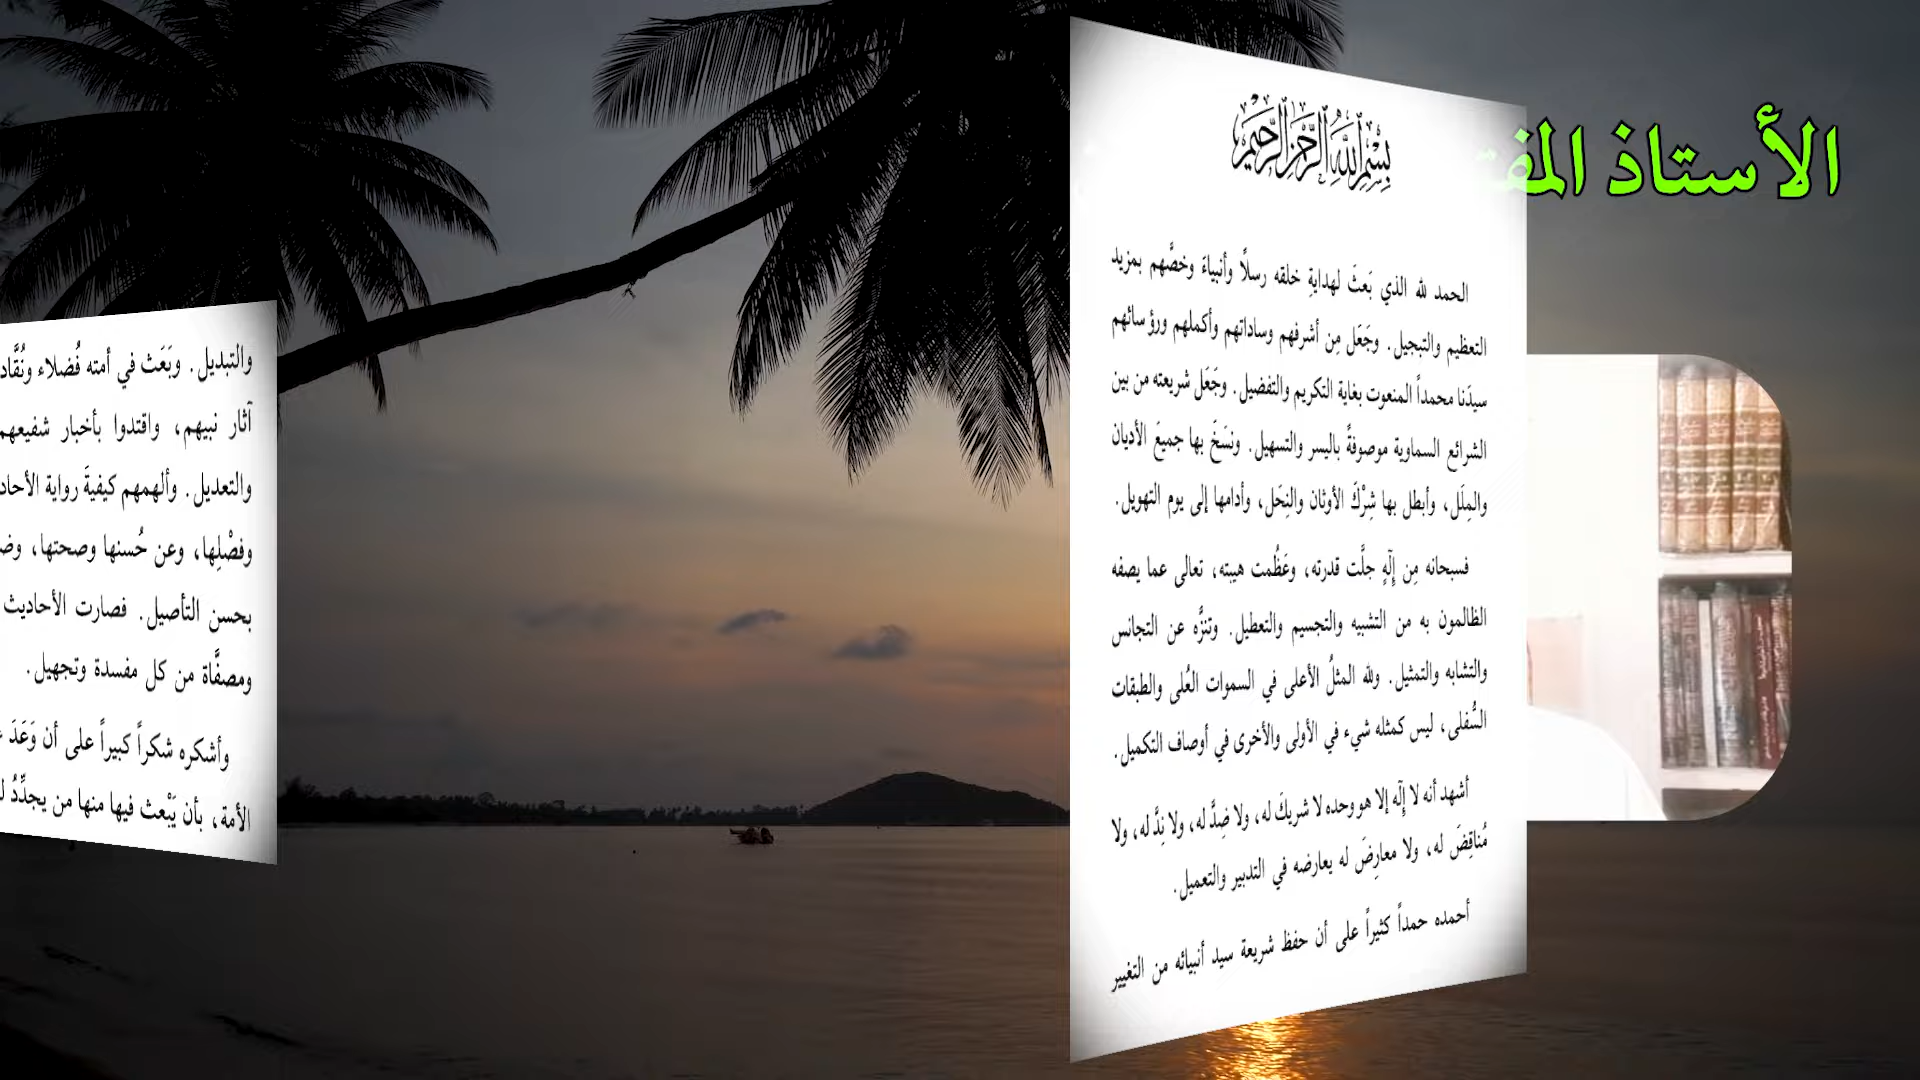 الأستاذ
بِسْمِ اللَّهِ الرَّحْمَنِ الرَّحِيمِ
الحمد لله الذي بَعثَ لهدايةِ خلقه رسلاً وأنبياءَ وخصَّهم بمزيد
التعظيم والتبجيل. وجَعَل مِن أشرفهم وساداتهم وأكملهم ورؤسائهم
سيدَنا محمداً المنعوت بغاية التكريم والتفضيل. وجَعَل شريعته من بين
الشرائع السماوية موصوفةً باليسر والتسهيل. ونسَخَ بها جميعَ الأديان
والمِلَل، وأبطل بها شِرْكَ الأوثان والنِحَل، وأدامها إلى يوم التهويل.
فسبحانه مِن إِلٰهٍ جلَّت قدرته، وعَظُمت هيبته، تعالى عما يصفه
الظالمون به من التشبيه والتجسيم والتعطيل. وتنزَّه عن التجانس
والتشابه والتمثيل. ولله المثلُ الأعلى في السموات العُلى والطبقات
السُّفلى، ليس كمثله شيء في الأولى والأخرى في أوصاف التكميل.
أشهد أنه لا إِلٰه إلا هو وحده لا شريكَ له، ولا ضِدَّ له، ولا نِدَّ له، ولا
مُناقِضَ له، ولا معارِضَ له يعارضه في التدبير والتعميل.
أحمده حمداً كثيراً على أن حفظ شريعة سيد أنبيائه من التغيير
والتبديل. وبَعَث في أمته فُضلاء ونُقَّاد
آثار نبيهم، واقتدوا بأخبار شفيعهم
والتعديل. وألهمهم كيفيةَ رواية
وفصْلِها، وعن حُسنها وصحتها،
بحسن التأصيل. فصارت الأحاديث
ومصفَّاة من كل مفسدة وتجهيل.
وأشكره شكراً كبيراً على أن وَعَدَ
الأمة، بأن يَبْعث فيها منها من يجدِّدُ